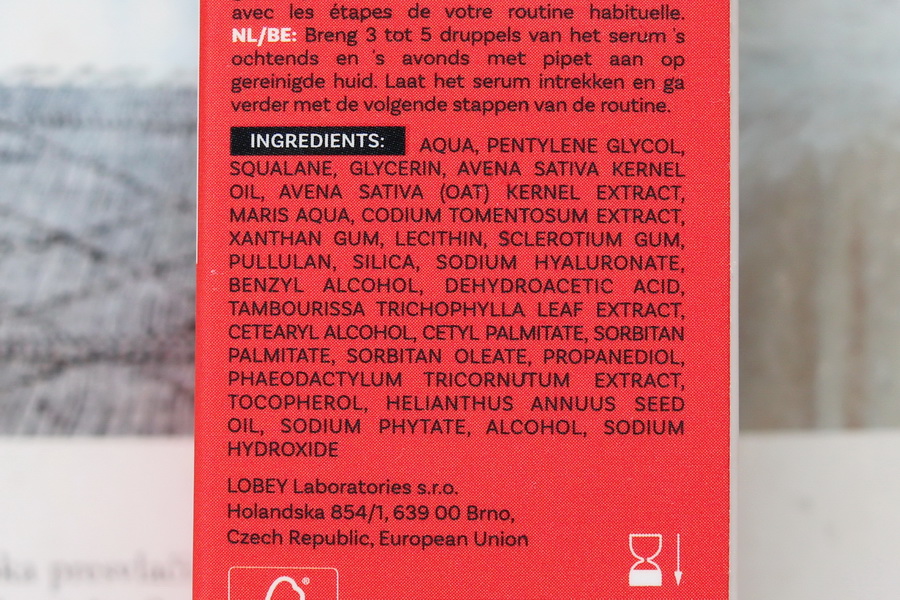 avec les étapes de votre routine habituelle.
NL/BE: Breng 3 tot 5 druppels van het serum 's
ochtends en 's avonds met pipet aan op
gereinigde huid. Laat het serum intrekken en ga
verder met de volgende stappen van de routine.
INGREDIENTS: AQUA, PENTYLENE GLYCOL,
SQUALANE, GLYCERIN, AVENA SATIVA KERNEL
OIL, AVENA SATIVA (OAT) KERNEL EXTRACT,
MARIS AQUA, CODIUM TOMENTOSUM EXTRACT,
XANTHAN GUM, LECITHIN, SCLEROTIUM GUM,
PULLULAN, SILICA, SODIUM HYALURONATE,
BENZYL ALCOHOL, DEHYDROACETIC ACID,
TAMBOURISSA TRICHOPHYLLA LEAF EXTRACT,
CETEARYL ALCOHOL, CETYL PALMITATE, SORBITAN
PALMITATE, SORBITAN OLEATE, PROPANEDIOL,
PHAEODACTYLUM TRICORNUTUM EXTRACT,
TOCOPHEROL, HELIANTHUS ANNUUS SEED
OIL, SODIUM PHYTATE, ALCOHOL, SODIUM
HYDROXIDE
LOBEY Laboratories s.r.o.
Holandska 854/1, 639 00 Brno,
Czech Republic, European Union